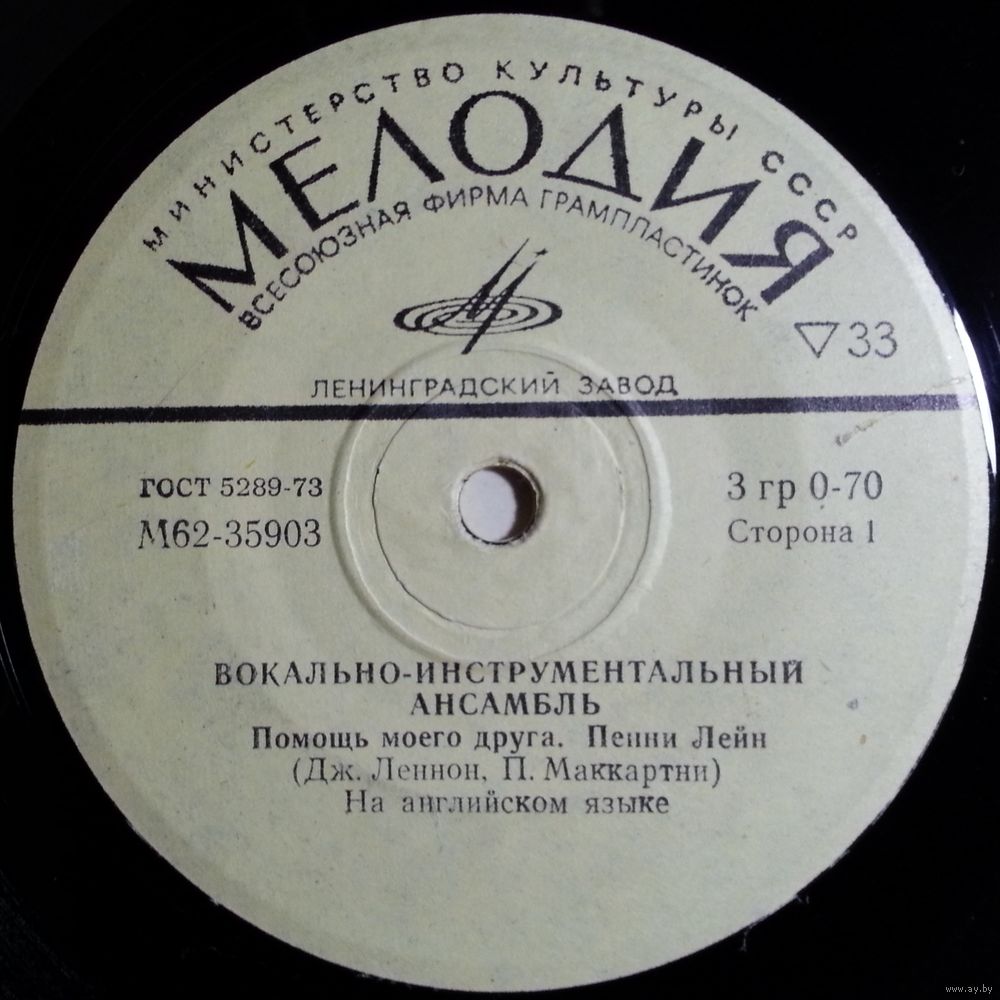 МИНИСТЕРСТВО КУЛЬТУРЫ СССР
МЕЛОДИЯ
ВСЕСОЮЗНАЯ ФИРМА ГРАМПЛАСТИНОК
▽33
ЛЕНИНГРАДСКИЙ ЗАВОД
ГОСТ 5289-73
М62-35903
3 гр 0-70
Сторона 1
ВОКАЛЬНО-ИНСТРУМЕНТАЛЬНЫЙ
АНСАМБЛЬ
Помощь моего друга. Пенни Лейн
(Дж. Леннон, П. Маккартни)
На английском языке
www.ay.by